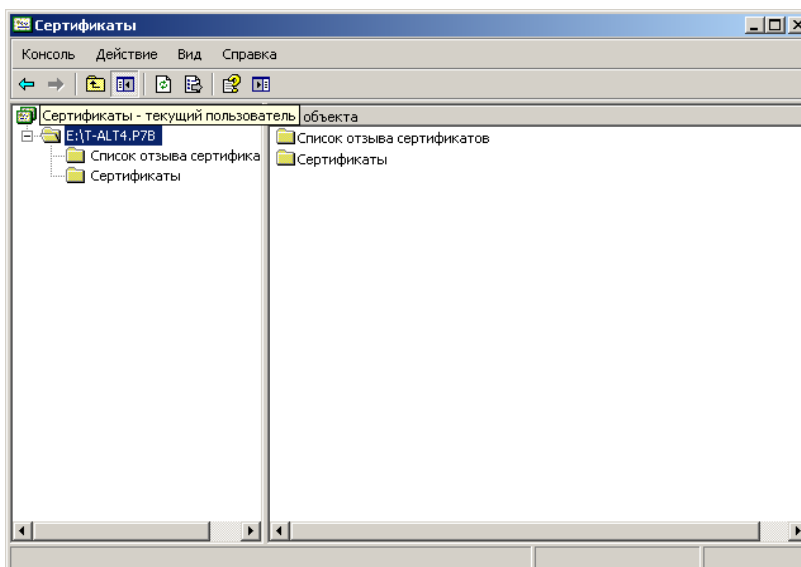 Сертификаты
Консоль Действие Вид Справка
Сертификаты - текущий пользователь объекта
E:\T-ALT4.P7B
Список отзыва сертифика
Сертификаты
Список отзыва сертификатов
Сертификаты